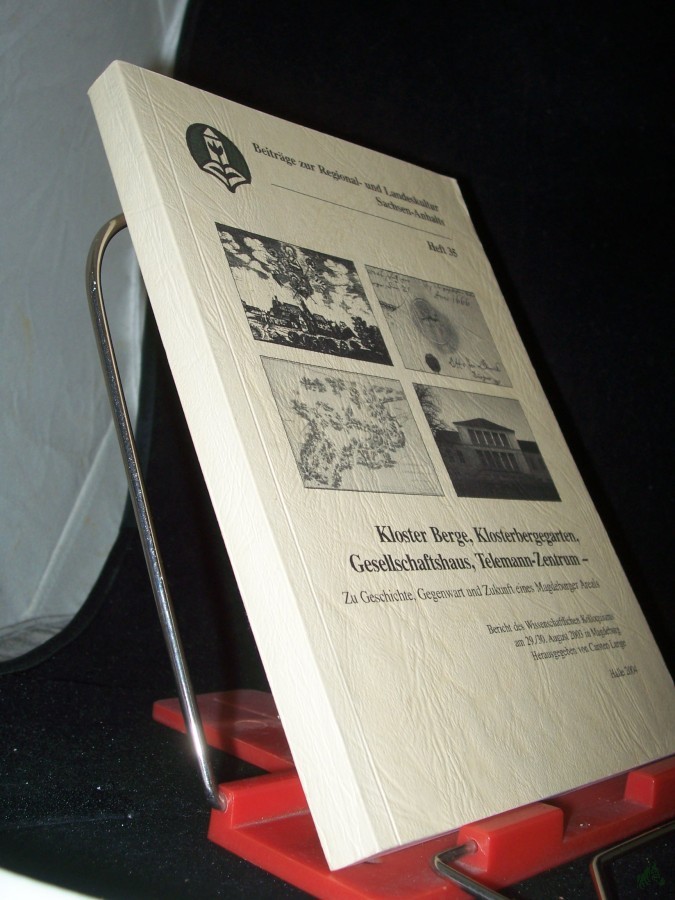 Beiträge zur Regional- und Landeskultur
Sachsen-Anhalts
Heft 35
Kloster Berge, Klosterbergegarten,
Gesellschaftshaus, Telemann-Zentrum –
Zu Geschichte, Gegenwart und Zukunft eines Magdeburger Areals
Bericht des Wissenschaftlichen Kolloquiums
am 29./30. August 2003 in Magdeburg
Herausgegeben von Carsten Lange
Halle 2004